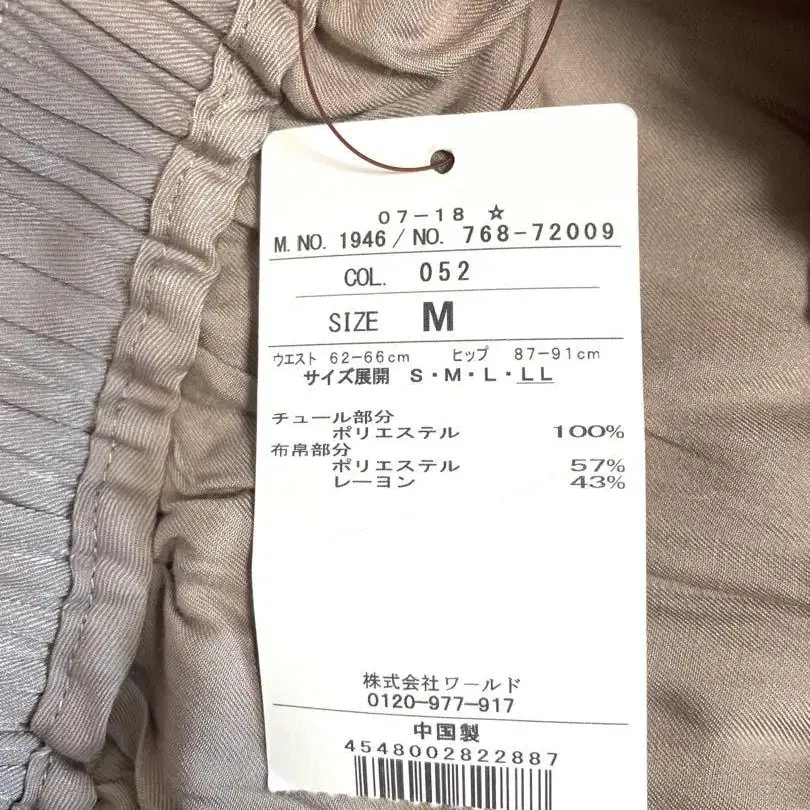 07-18 ☆
M.NO. 1946/NO. 768-72009
COL. 052
SIZE M
ウエスト 62-66cm ヒップ 87-91cm
サイズ展開 S・M・L・LL
チュール部分
ポリエステル 100%
布帛部分
ポリエステル 57%
レーヨン 43%
株式会社ワールド
0120-977-917
中国製
4548002822887